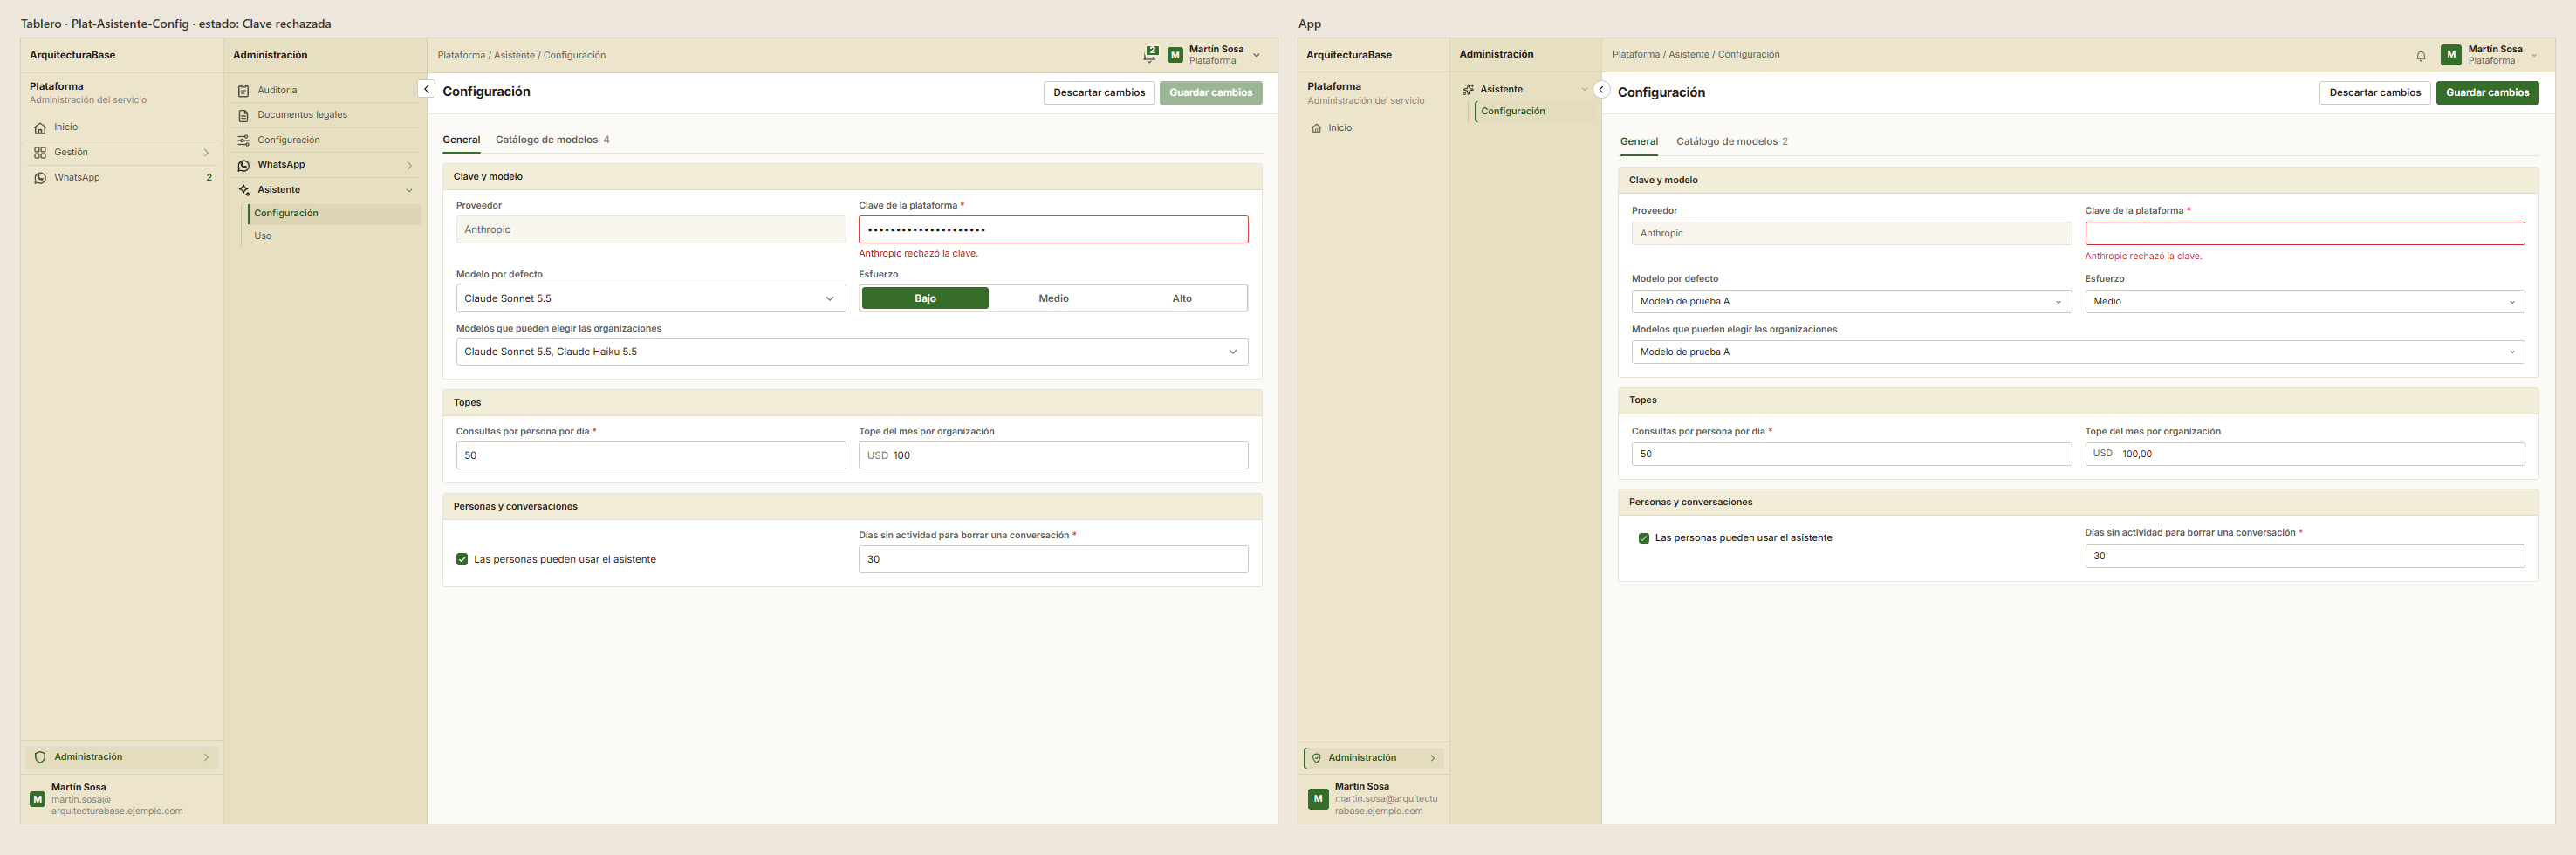 Tablero · Plat-Asistente-Config · estado: Clave rechazada
ArquitecturaBase
Plataforma
Administración del servicio
Inicio
Gestión
WhatsApp 2
Administración
Martín Sosa
martin.sosa@
arquitecturabase.ejemplo.com
M
Administración
Auditoría
Documentos legales
Configuración
WhatsApp
Asistente
Configuración
Uso
Plataforma / Asistente / Configuración
2
M
Martín Sosa
Plataforma
Configuración
Descartar cambios
Guardar cambios
General
Catálogo de modelos 4
Clave y modelo
Proveedor
Anthropic
Clave de la plataforma *
•••••••••••••••••••••
Anthropic rechazó la clave.
Modelo por defecto
Claude Sonnet 5.5
Esfuerzo
Bajo
Medio
Alto
Modelos que pueden elegir las organizaciones
Claude Sonnet 5.5, Claude Haiku 5.5
Topes
Consultas por persona por día *
50
Tope del mes por organización
USD 100
Personas y conversaciones
Las personas pueden usar el asistente
Días sin actividad para borrar una conversación *
30
App
ArquitecturaBase
Plataforma
Administración del servicio
Inicio
Administración
M
Martín Sosa
martin.sosa@arquitectu
rabase.ejemplo.com
Administración
Asistente
Configuración
Plataforma / Asistente / Configuración
M
Martín Sosa
Plataforma
Configuración
Descartar cambios
Guardar cambios
General
Catálogo de modelos 2
Clave y modelo
Proveedor
Anthropic
Clave de la plataforma *
Anthropic rechazó la clave.
Modelo por defecto
Modelo de prueba A
Esfuerzo
Medio
Modelos que pueden elegir las organizaciones
Modelo de prueba A
Topes
Consultas por persona por día *
50
Tope del mes por organización
USD 100,00
Personas y conversaciones
Las personas pueden usar el asistente
Días sin actividad para borrar una conversación *
30